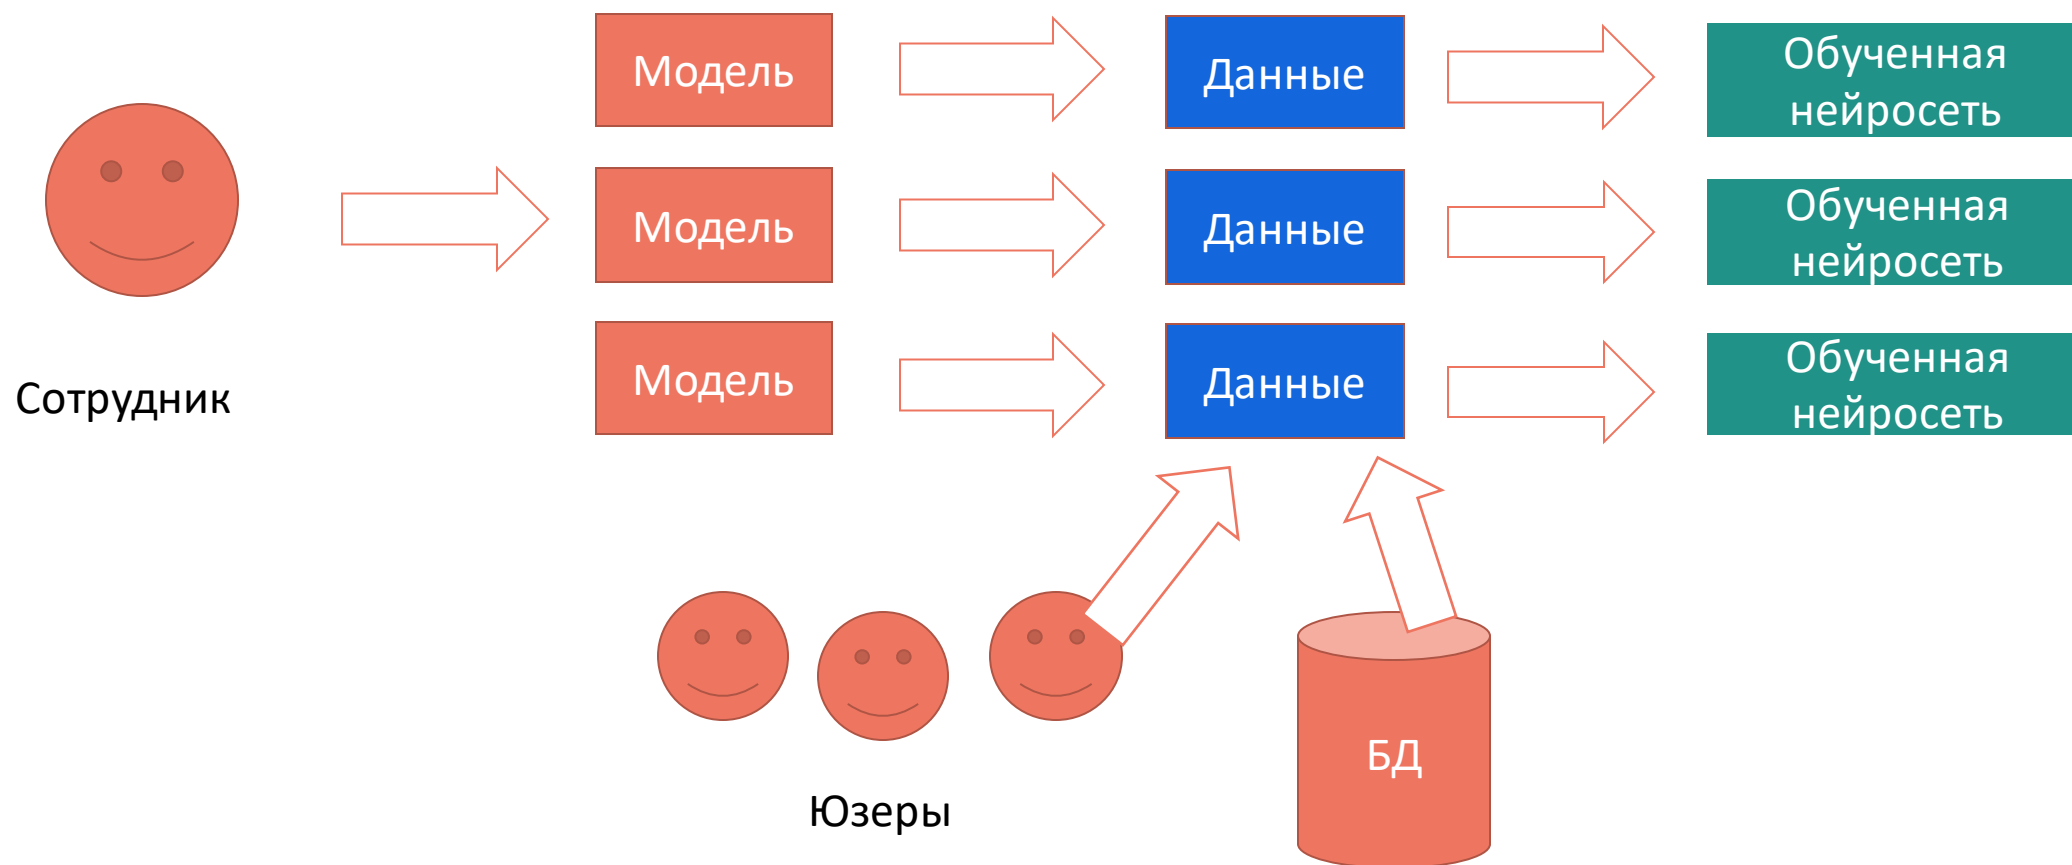 Модель
Данные
Обученная
нейросеть
Модель
Данные
Обученная
нейросеть
Модель
Данные
Обученная
нейросеть
Сотрудник
БД
Юзеры